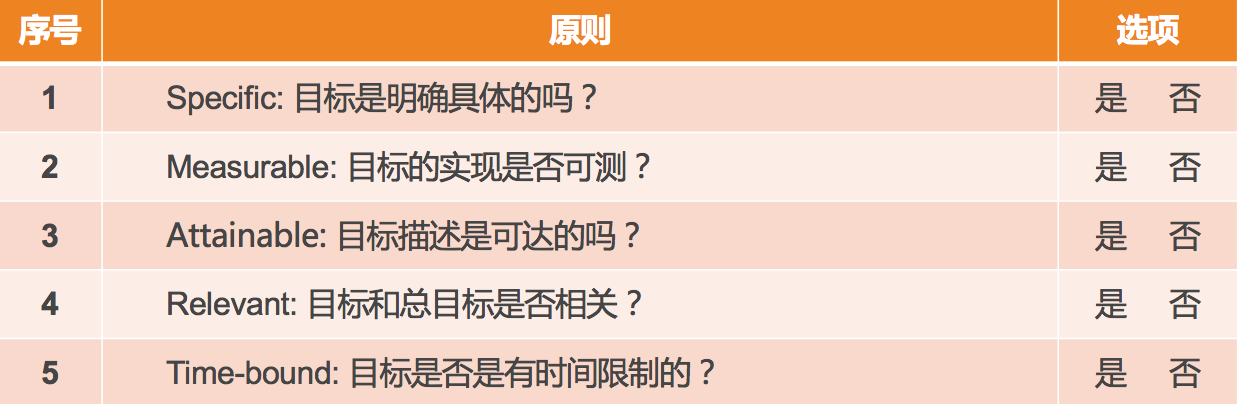 序号 原则 选项
1 Specific: 目标是明确具体的吗？ 是 否
2 Measurable: 目标的实现是否可测？ 是 否
3 Attainable: 目标描述是可达的吗？ 是 否
4 Relevant: 目标和总目标是否相关？ 是 否
5 Time-bound: 目标是否是有时间限制的？ 是 否